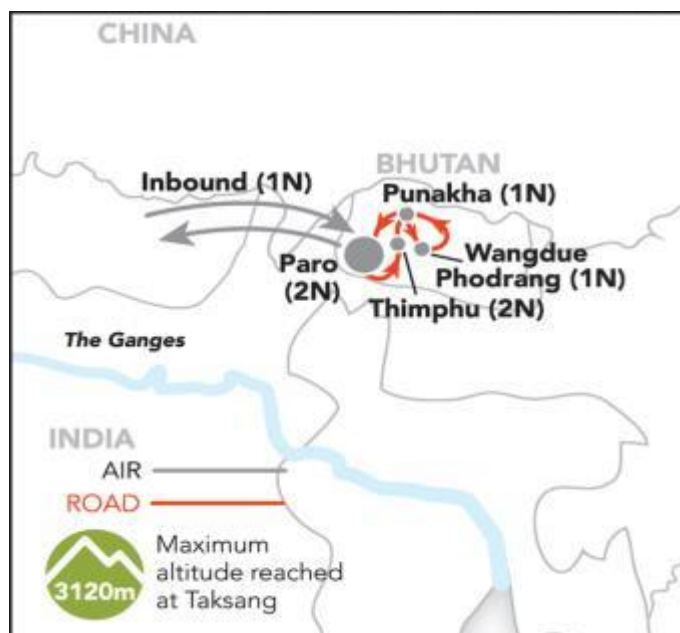 CHINA
BHUTAN
Inbound (1N)
Punakha (1N)
Paro
(2N)
Wangdue
Phodrang (1N)
Thimphu (2N)
The Ganges
INDIA
AIR
ROAD
3120m
Maximum
altitude reached
at Taksang